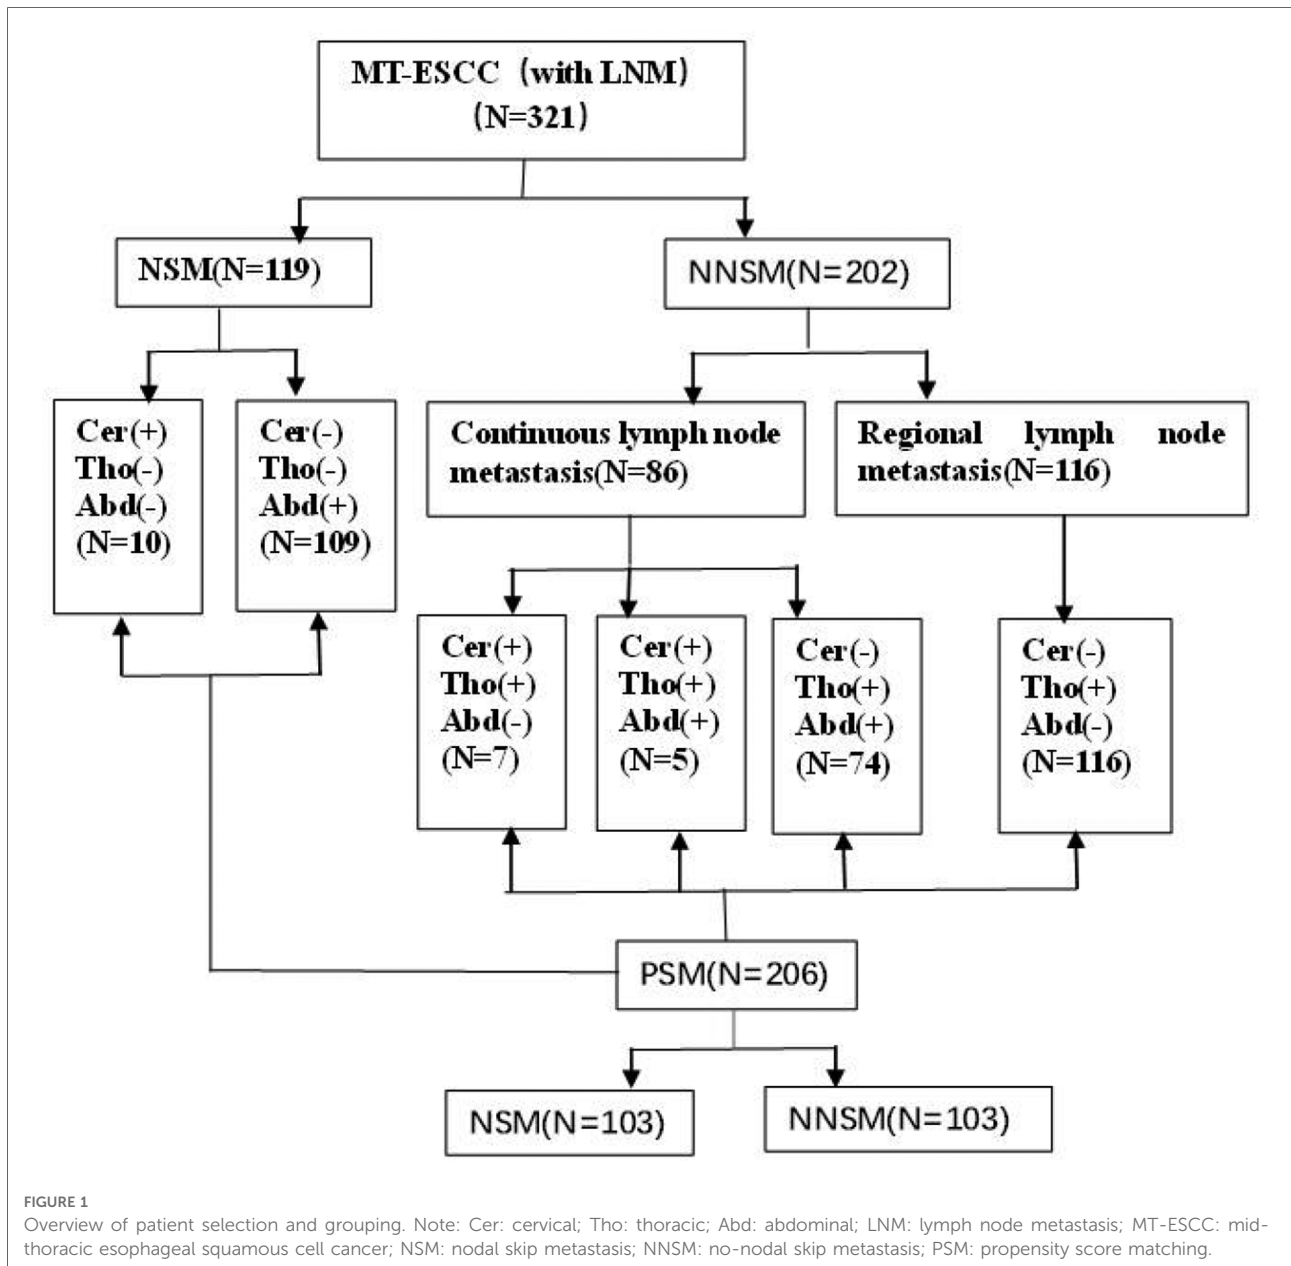 MT-ESCC (with LNM)
(N=321)
NSM(N=119)
NNSM(N=202)
Cer(+)
Tho(-)
Abd(-)
(N=10)
Cer(-)
Tho(-)
Abd(+)
(N=109)
Continuous lymph node
metastasis(N=86)
Regional lymph node
metastasis(N=116)
Cer(+)
Tho(+)
Abd(-)
(N=7)
Cer(+)
Tho(+)
Abd(+)
(N=5)
Cer(-)
Tho(+)
Abd(+)
(N=74)
Cer(-)
Tho(+)
Abd(-)
(N=116)
PSM(N=206)
NSM(N=103)
NNSM(N=103)
FIGURE 1
Overview of patient selection and grouping. Note: Cer: cervical; Tho: thoracic; Abd: abdominal; LNM: lymph node metastasis; MT-ESCC: mid-
thoracic esophageal squamous cell cancer; NSM: nodal skip metastasis; NNSM: no-nodal skip metastasis; PSM: propensity score matching.